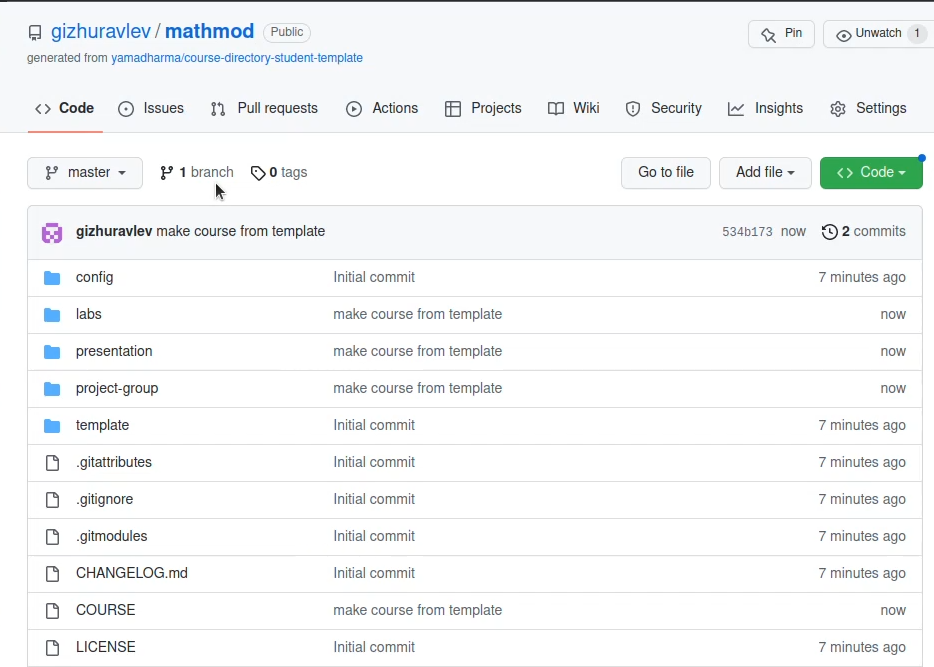 gizhuravlev / mathmod Public Pin Unwatch 1
generated from yamadharma/course-directory-student-template
Code Issues Pull requests Actions Projects Wiki Security Insights Settings
master 1 branch 0 tags Go to file Add file Code
gizhuravlev make course from template 534b173 now 2 commits
config Initial commit 7 minutes ago
labs make course from template now
presentation make course from template now
project-group make course from template now
template Initial commit 7 minutes ago
.gitattributes Initial commit 7 minutes ago
.gitignore Initial commit 7 minutes ago
.gitmodules Initial commit 7 minutes ago
CHANGELOG.md Initial commit 7 minutes ago
COURSE make course from template now
LICENSE Initial commit 7 minutes ago